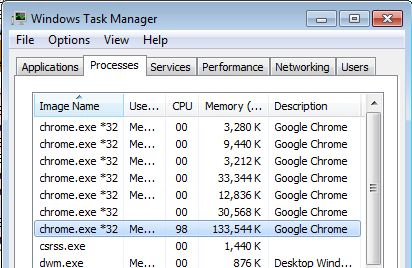 Windows Task Manager
File Options View Help
Applications Processes Services Performance Networking Users
Image Name Use... CPU Memory (... Description
chrome.exe *32 Me... 00 3,280 K Google Chrome
chrome.exe *32 Me... 00 9,440 K Google Chrome
chrome.exe *32 Me... 00 3,212 K Google Chrome
chrome.exe *32 Me... 00 33,344 K Google Chrome
chrome.exe *32 Me... 00 12,836 K Google Chrome
chrome.exe *32 Me... 00 30,568 K Google Chrome
chrome.exe *32 Me... 98 133,544 K Google Chrome
csrss.exe 00 1,440 K
dwm.exe Me... 00 876 K Desktop Wind...